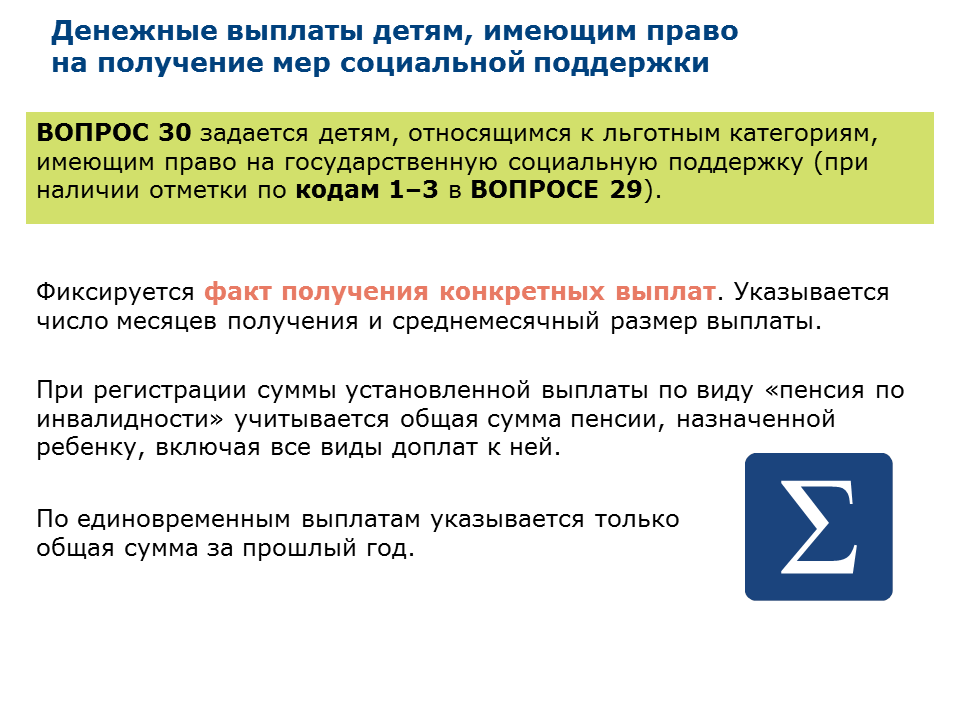 Денежные выплаты детям, имеющим право
на получение мер социальной поддержки
ВОПРОС 30 задается детям, относящимся к льготным категориям,
имеющим право на государственную социальную поддержку (при
наличии отметки по кодам 1–3 в ВОПРОСЕ 29).
Фиксируется факт получения конкретных выплат. Указывается
число месяцев получения и среднемесячный размер выплаты.
При регистрации суммы установленной выплаты по виду «пенсия по
инвалидности» учитывается общая сумма пенсии, назначенной
ребенку, включая все виды доплат к ней.
По единовременным выплатам указывается только
общая сумма за прошлый год.
Σ